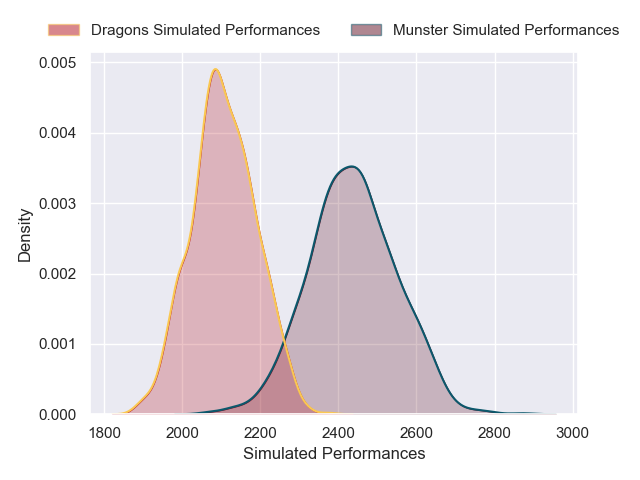 Dragons Simulated Performances
Munster Simulated Performances
0.005
0.004
0.003
0.002
0.001
0.000
Density
1800 2000 2200 2400 2600 2800 3000
Simulated Performances